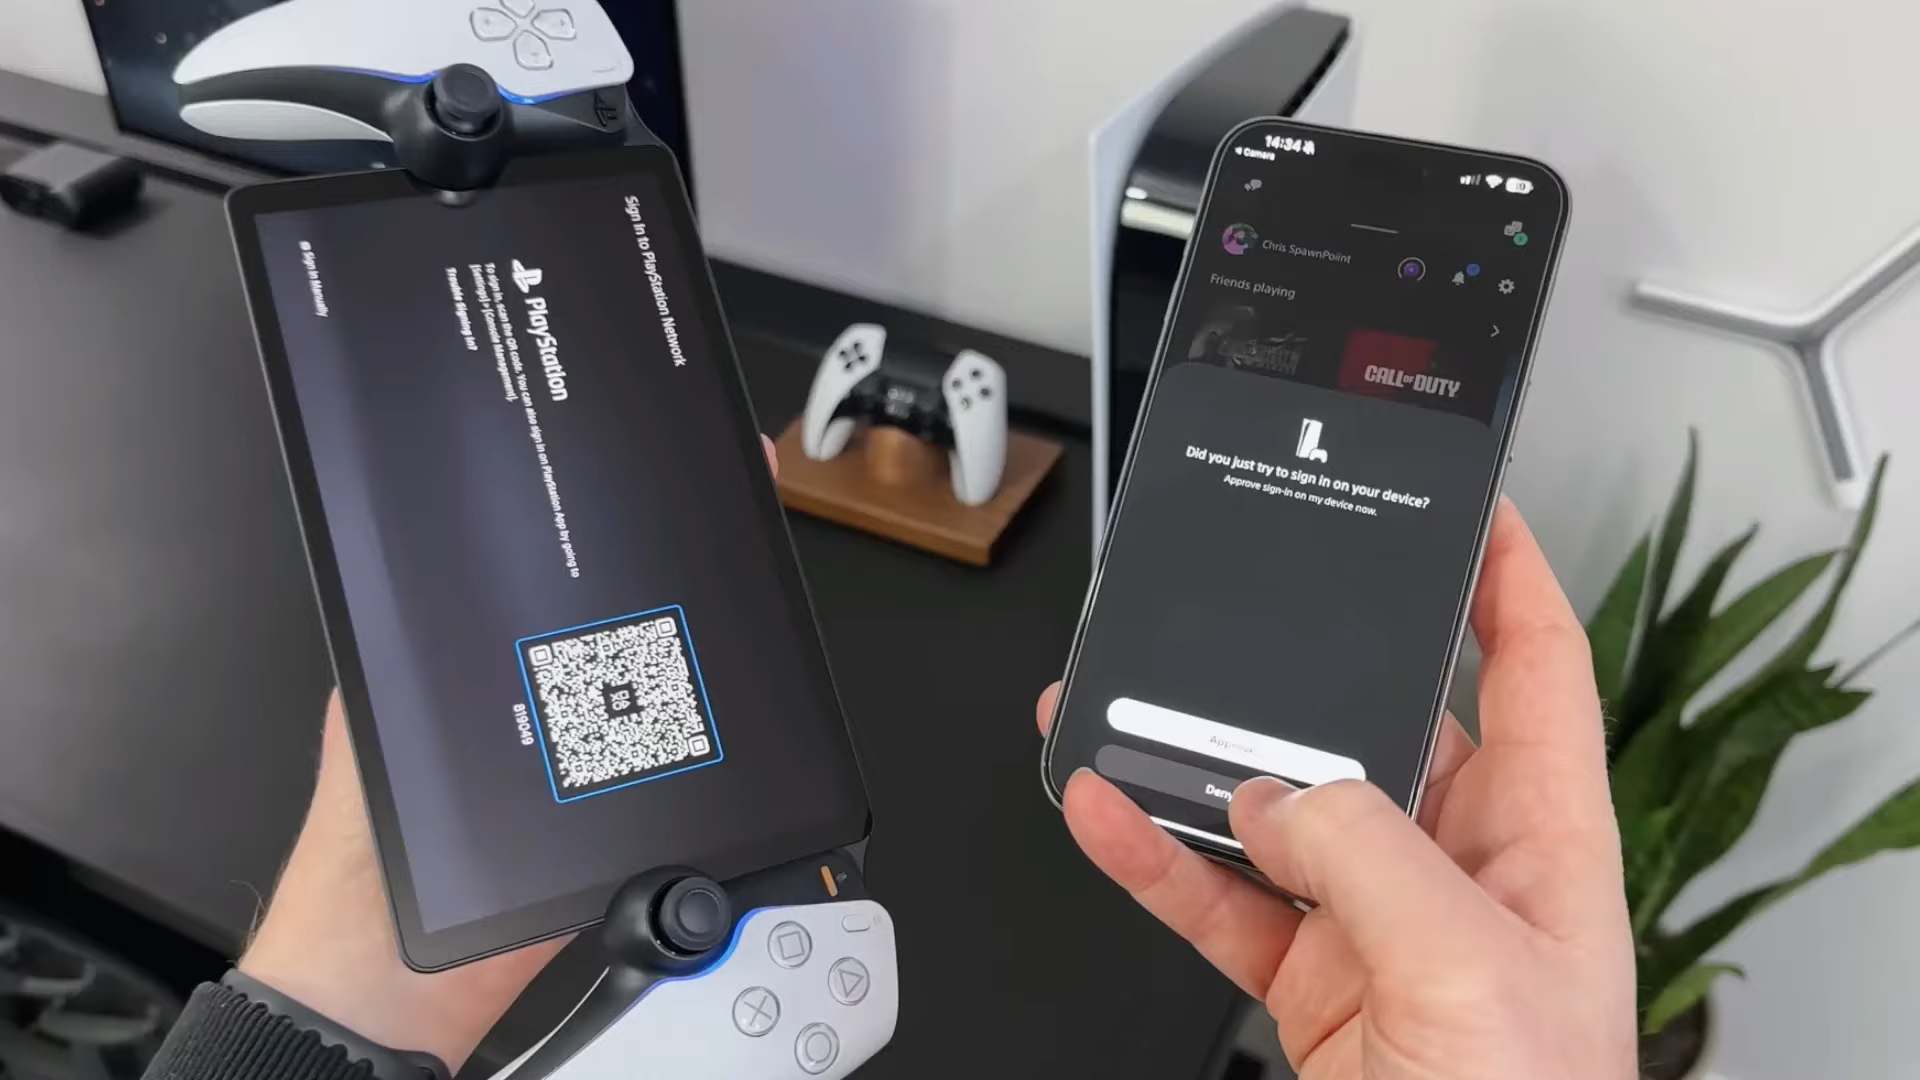 Sign In to PlayStation Network
PlayStation
To sign in, scan the QR code. You can also sign in on PlayStation App by going to
[Settings] > [Console Management].
Trouble Signing In?
Sign In Manually
819049
14:34
Camera
Chris SpawnPoiint
Friends playing
CALL OF DUTY
Did you just try to sign in on your device?
Approve sign-in on my device now.
Approve
Deny